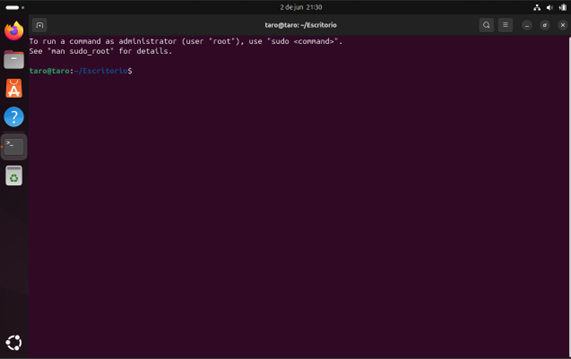 2 de jun 21:30
taro@taro: ~/Escritorio
To run a command as administrator (user "root"), use "sudo <command>".
See "man sudo_root" for details.
taro@taro:~/Escritorio$